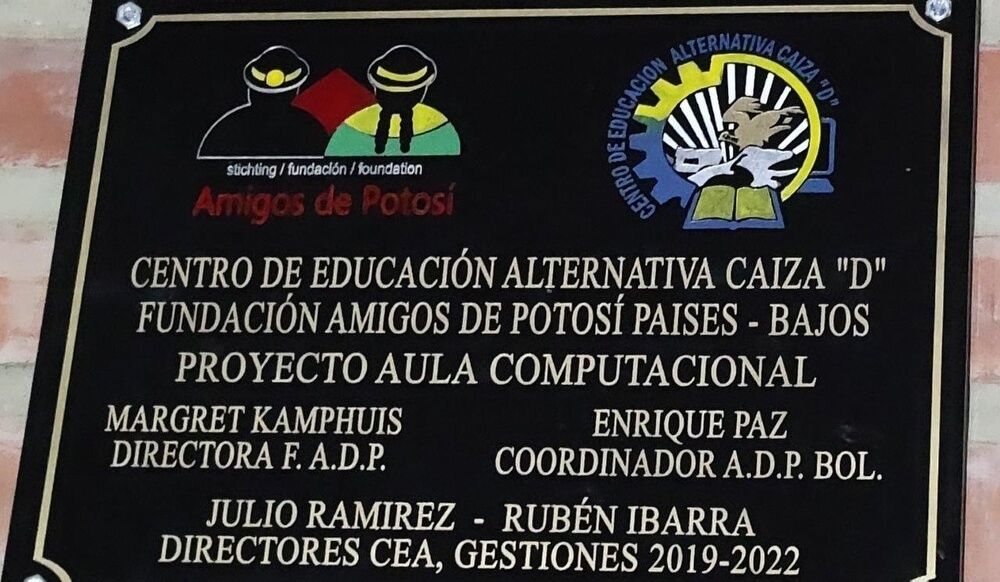 stichting / fundación / foundation
Amigos de Potosí
CENTRO DE EDUCACION ALTERNATIVA CAIZA "D"
CENTRO DE EDUCACIÓN ALTERNATIVA CAIZA "D"
FUNDACIÓN AMIGOS DE POTOSÍ PAISES - BAJOS
PROYECTO AULA COMPUTACIONAL
MARGRET KAMPHUIS
DIRECTORA F. A.D.P.
ENRIQUE PAZ
COORDINADOR A.D.P. BOL.
JULIO RAMIREZ - RUBÉN IBARRA
DIRECTORES CEA, GESTIONES 2019-2022